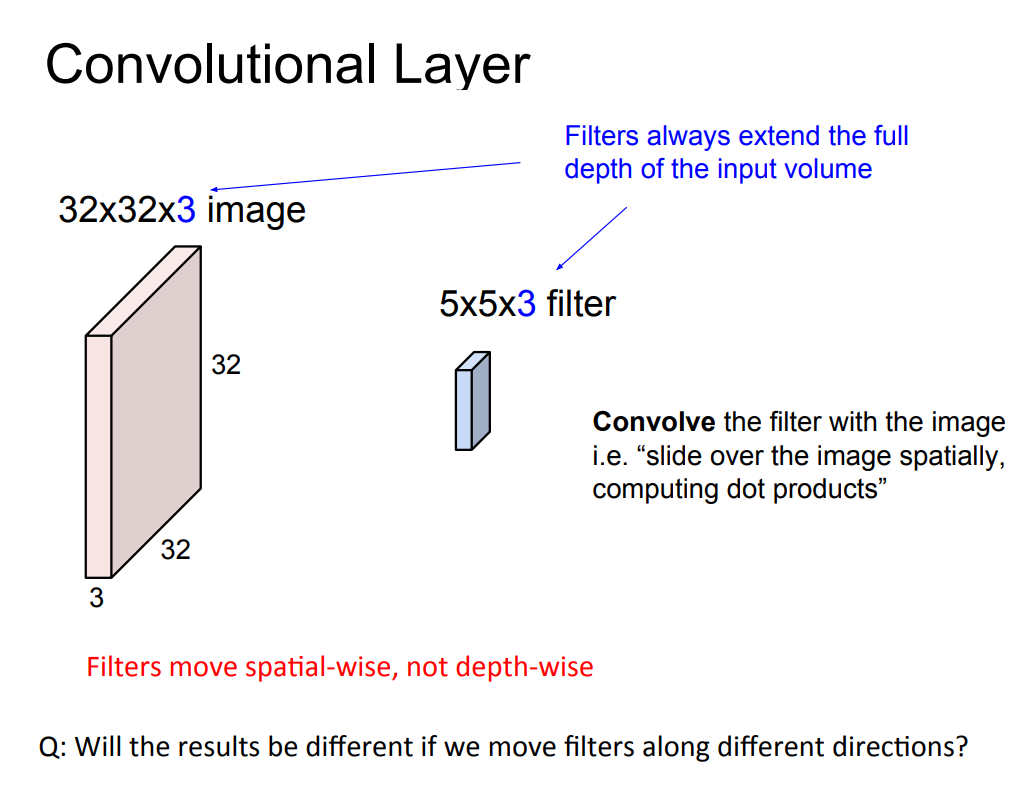 Convolutional Layer
Filters always extend the full
depth of the input volume
32x32x3 image
5x5x3 filter
32
Convolve the filter with the image
i.e. “slide over the image spatially,
computing dot products”
32
3
Filters move spatial-wise, not depth-wise
Q: Will the results be different if we move filters along different directions?